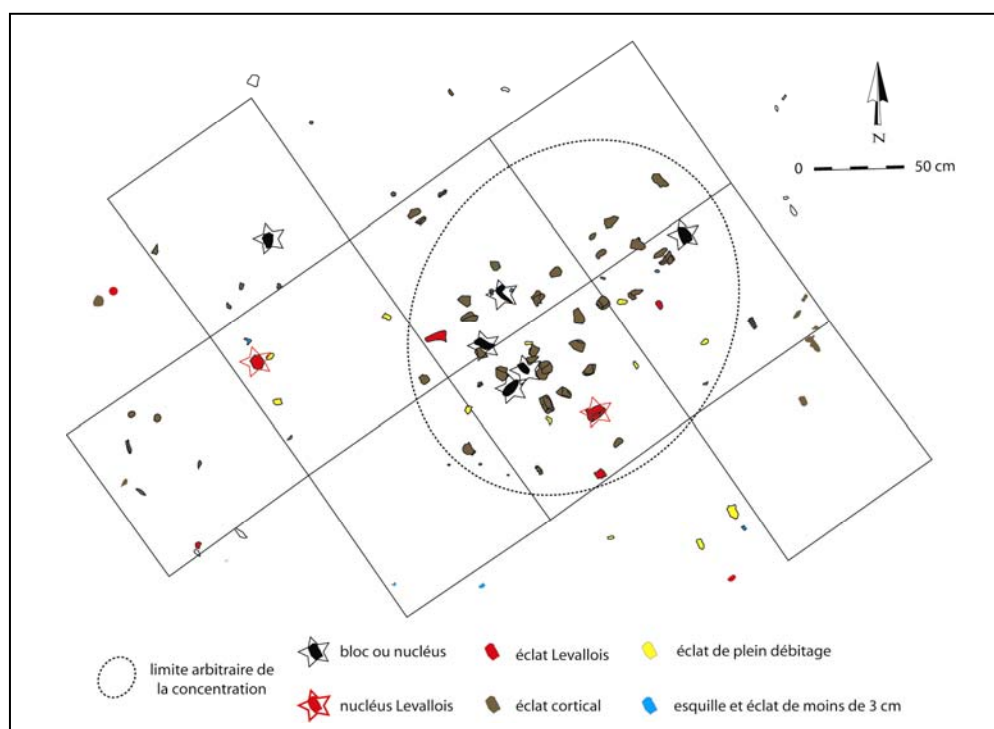 N
0 50 cm
limite arbitraire de
la concentration
bloc ou nucléus
éclat Levallois
éclat de plein débitage
nucléus Levallois
éclat cortical
esquille et éclat de moins de 3 cm